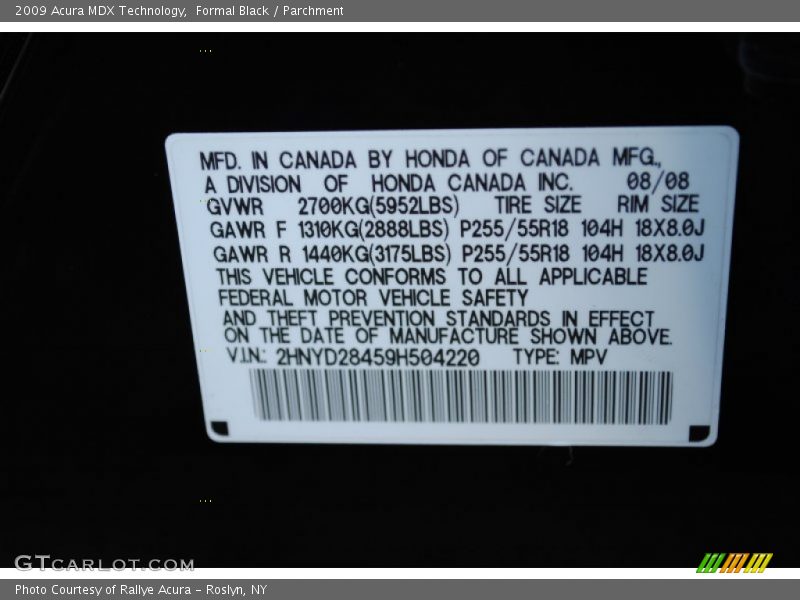 2009 Acura MDX Technology,  Formal Black / Parchment
MFD. IN CANADA BY HONDA OF CANADA MFG.,
A DIVISION OF HONDA CANADA INC. 08/08
GVWR 2700KG(5952LBS) TIRE SIZE RIM SIZE
GAWR F 1310KG(2888LBS) P255/55R18 104H 18X8.0J
GAWR R 1440KG(3175LBS) P255/55R18 104H 18X8.0J
THIS VEHICLE CONFORMS TO ALL APPLICABLE
FEDERAL MOTOR VEHICLE SAFETY
AND THEFT PREVENTION STANDARDS IN EFFECT
ON THE DATE OF MANUFACTURE SHOWN ABOVE.
V.I.N.: 2HNYD28459H504220 TYPE: MPV
GTCARLOT.COM
Photo Courtesy of Rallye Acura - Roslyn, NY